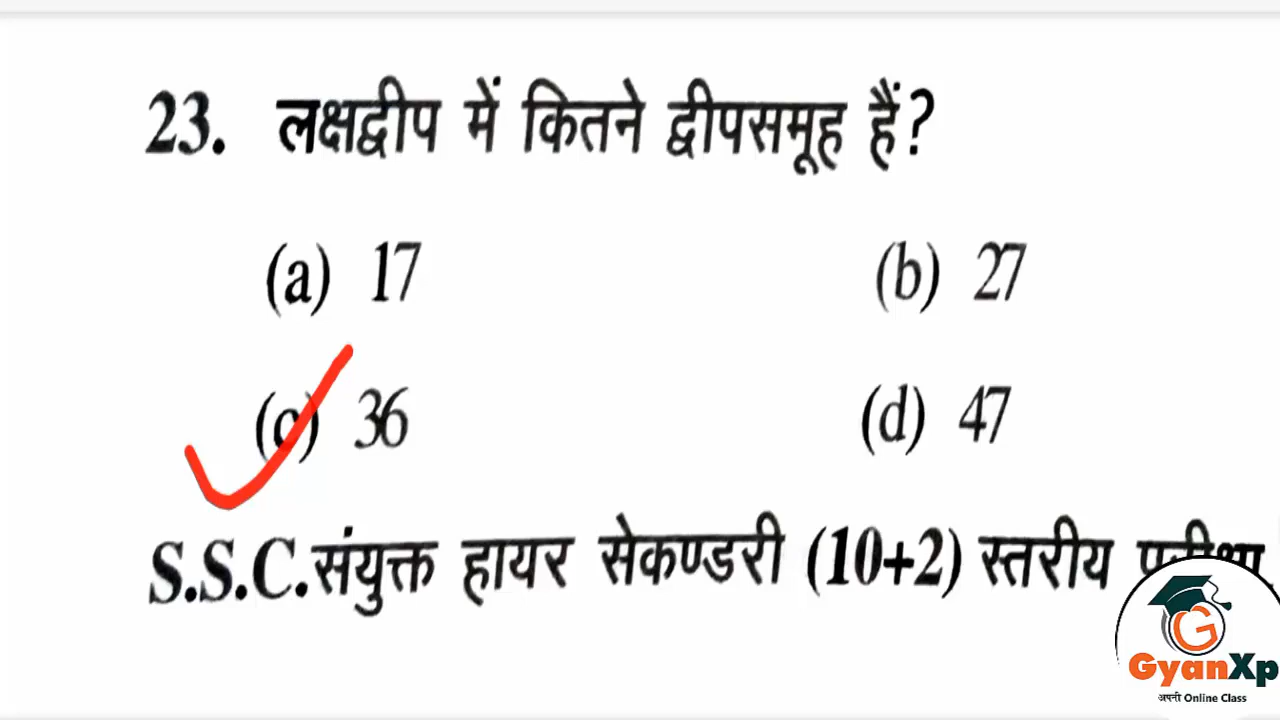 23. लक्षद्वीप में कितने द्वीपसमूह हैं?
(a) 17 (b) 27
(c) 36 (d) 47
S.S.C.संयुक्त हायर सेकण्डरी (10+2) स्तरीय
G
GyanXp
अपनी Online Class